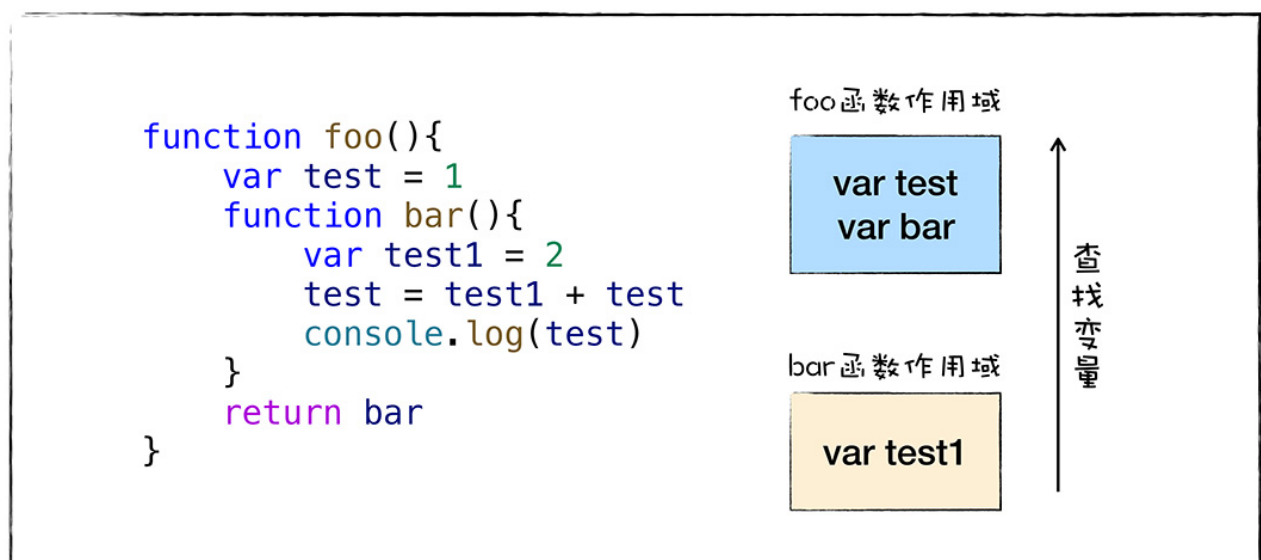 function foo(){
    var test = 1
    function bar(){
        var test1 = 2
        test = test1 + test
        console.log(test)
    }
    return bar
}
foo函数作用域
var test
var bar
bar函数作用域
var test1
查找变量